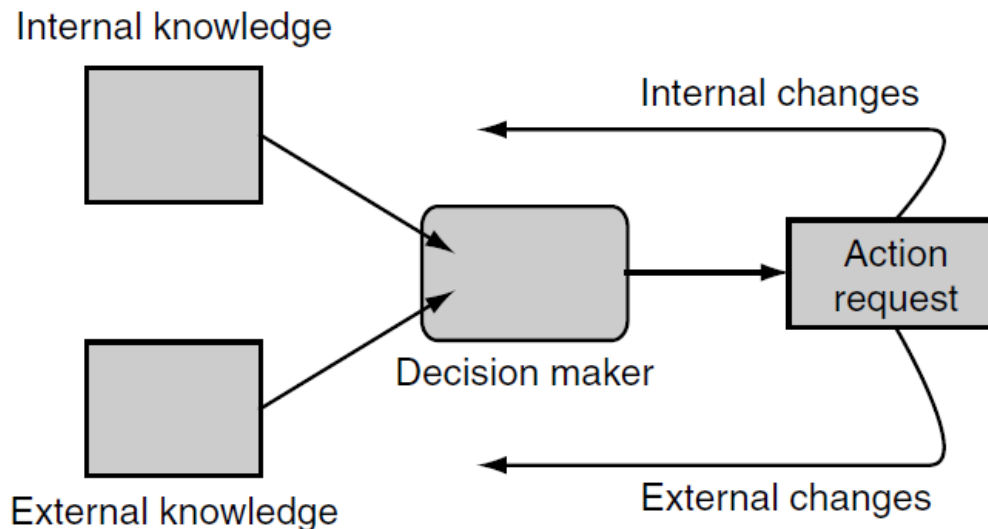 Internal knowledge
Internal changes
Action
request
Decision maker
External changes
External knowledge